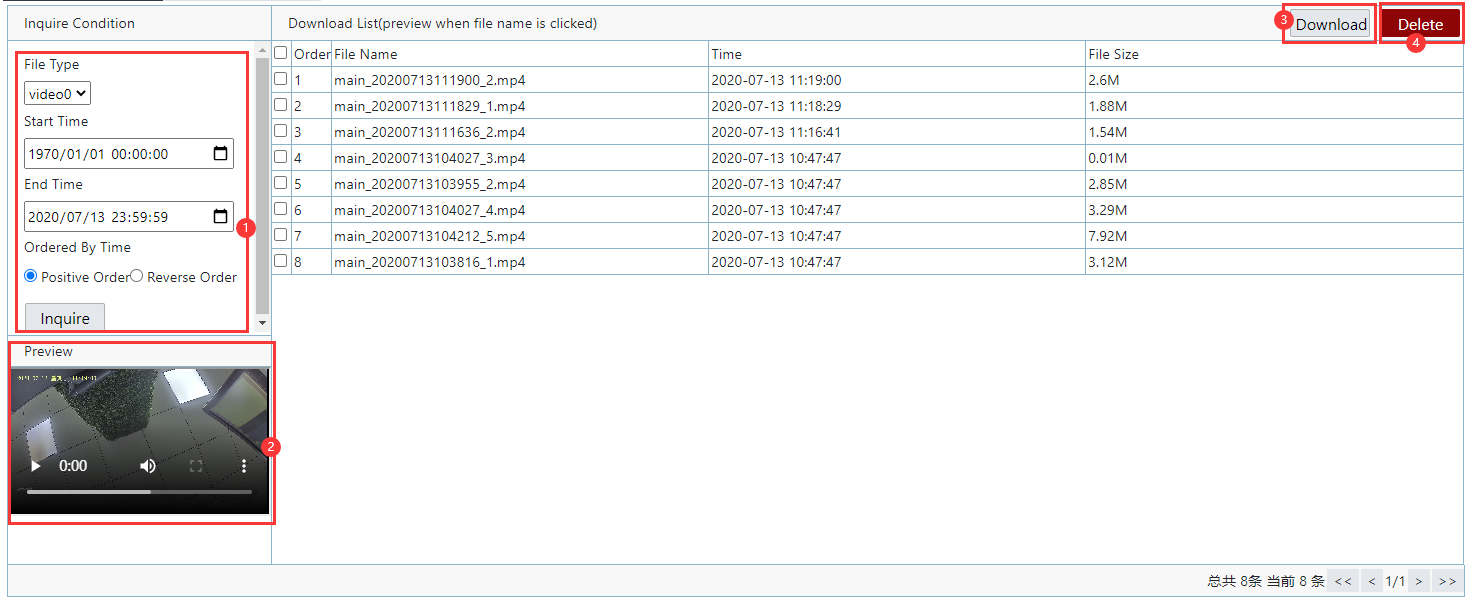 Inquire Condition
Download List(preview when file name is clicked)
3
Download
Delete
4
File Type
video0
Start Time
1970/01/01 00:00:00
End Time
2020/07/13 23:59:59
1
Ordered By Time
Positive Order Reverse Order
Inquire
Order File Name Time File Size
1 main_20200713111900_2.mp4 2020-07-13 11:19:00 2.6M
2 main_20200713111829_1.mp4 2020-07-13 11:18:29 1.88M
3 main_20200713111636_2.mp4 2020-07-13 11:16:41 1.54M
4 main_20200713104027_3.mp4 2020-07-13 10:47:47 0.01M
5 main_20200713103955_2.mp4 2020-07-13 10:47:47 2.85M
6 main_20200713104027_4.mp4 2020-07-13 10:47:47 3.29M
7 main_20200713104212_5.mp4 2020-07-13 10:47:47 7.92M
8 main_20200713103816_1.mp4 2020-07-13 10:47:47 3.12M
Preview
2
0:00
总共 8条 当前 8 条 << < 1/1 > >>